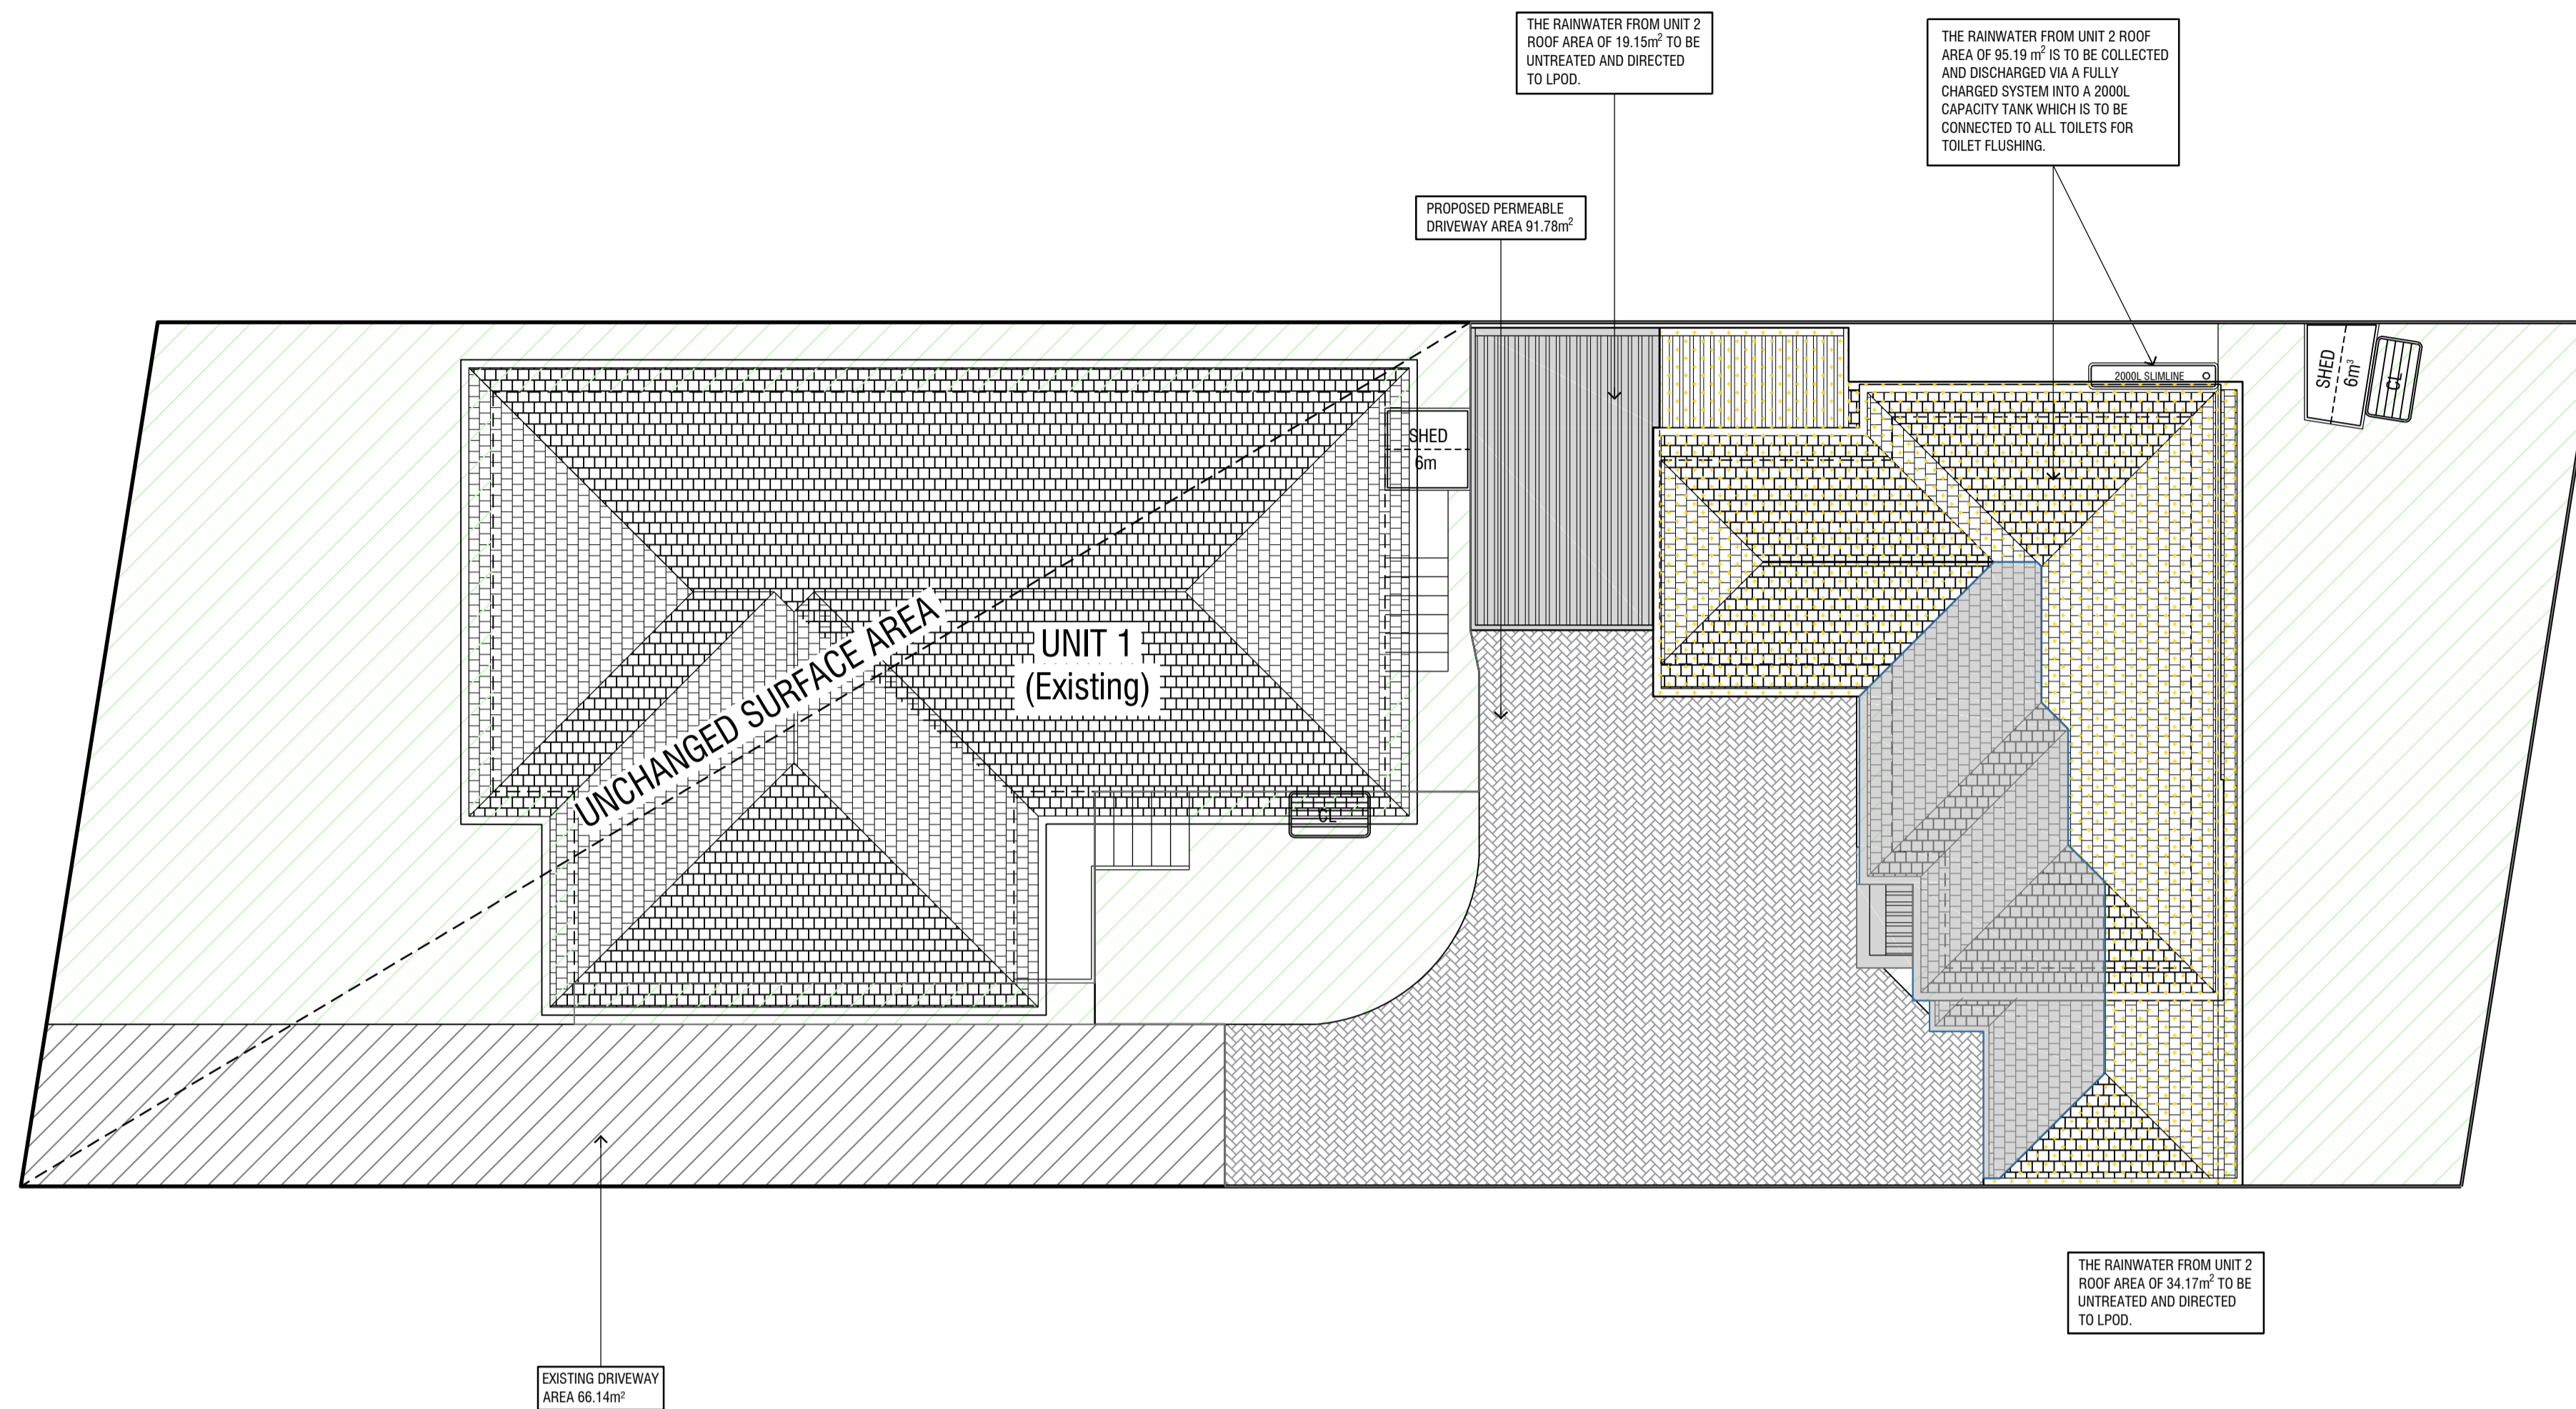 THE RAINWATER FROM UNIT 2
ROOF AREA OF 19.15m² TO BE
UNTREATED AND DIRECTED
TO LPOD.
THE RAINWATER FROM UNIT 2 ROOF
AREA OF 95.19 m² IS TO BE COLLECTED
AND DISCHARGED VIA A FULLY
CHARGED SYSTEM INTO A 2000L
CAPACITY TANK WHICH IS TO BE
CONNECTED TO ALL TOILETS FOR
TOILET FLUSHING.
PROPOSED PERMEABLE
DRIVEWAY AREA 91.78m²
2000L SLIMLINE
SHED
6m³
CL
SHED
6m
UNCHANGED SURFACE AREA
UNIT 1
(Existing)
CL
THE RAINWATER FROM UNIT 2
ROOF AREA OF 34.17m² TO BE
UNTREATED AND DIRECTED
TO LPOD.
EXISTING DRIVEWAY
AREA 66.14m²